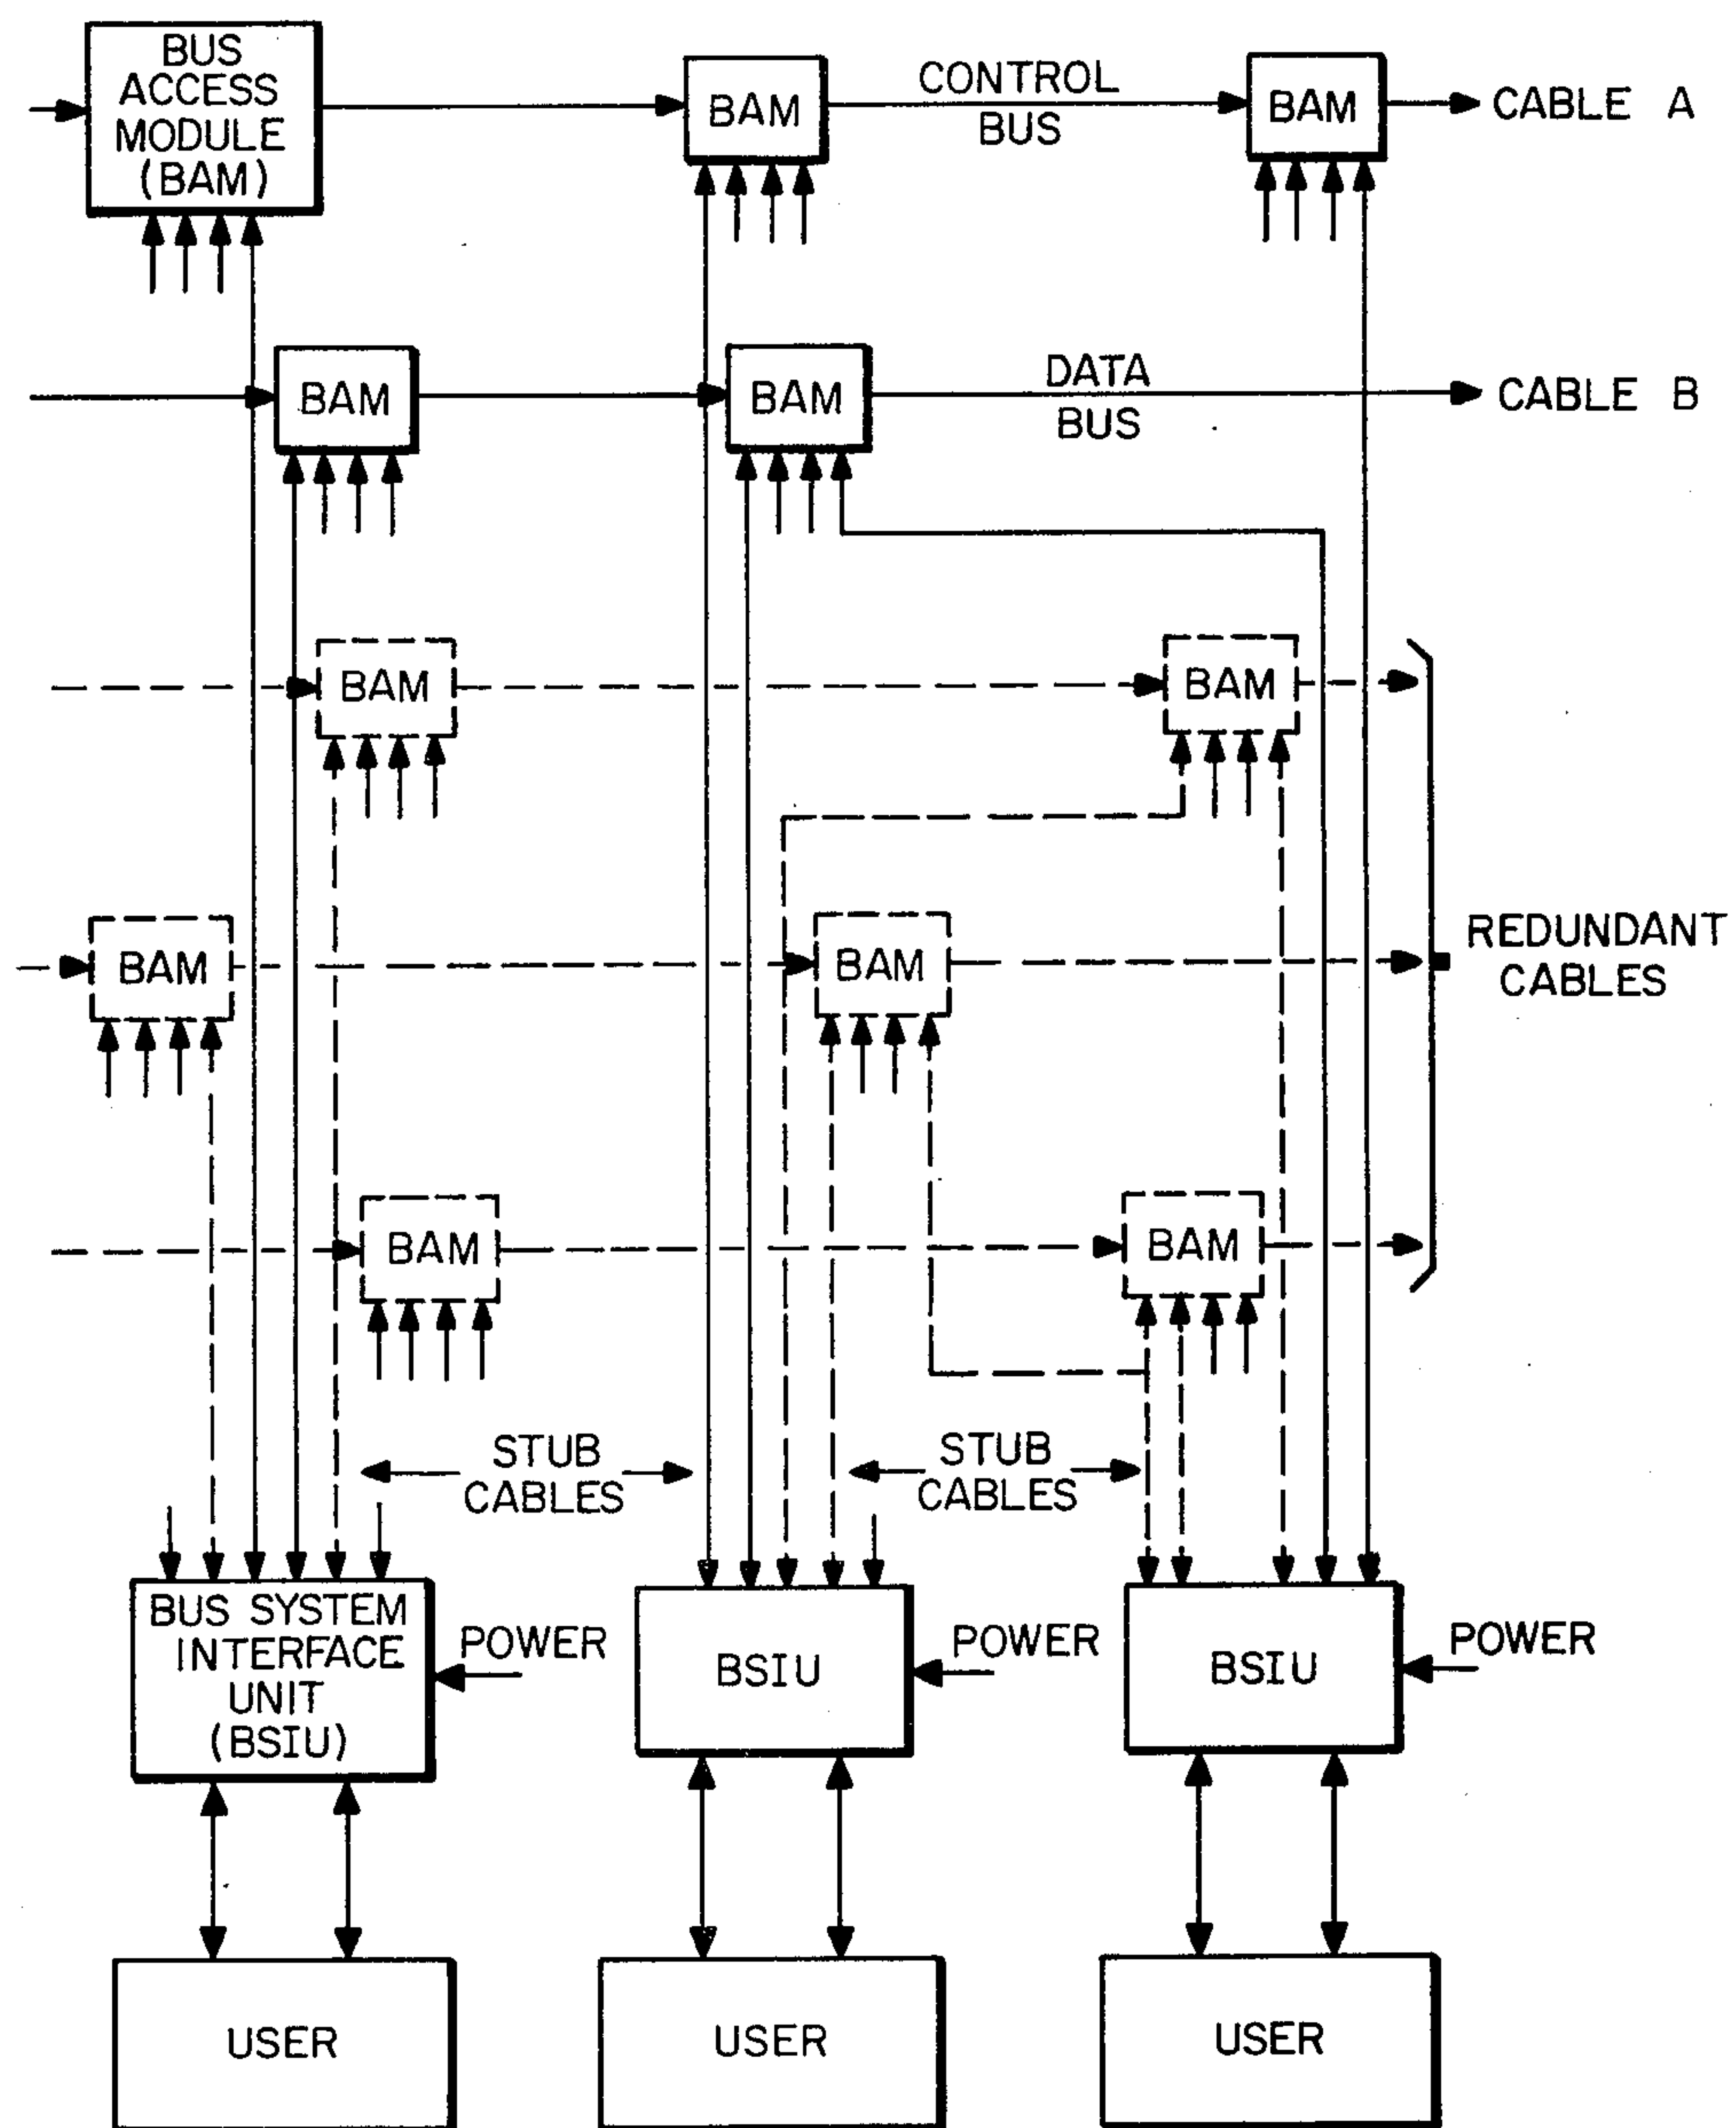 BUS
ACCESS
MODULE
(BAM)
BAM
CONTROL
BUS
BAM
CABLE A
BAM
BAM
DATA
BUS
CABLE B
BAM
BAM
BAM
BAM
REDUNDANT
CABLES
BAM
BAM
STUB
CABLES
STUB
CABLES
BUS SYSTEM
INTERFACE
UNIT
(BSIU)
POWER
BSIU
POWER
BSIU
POWER
USER
USER
USER